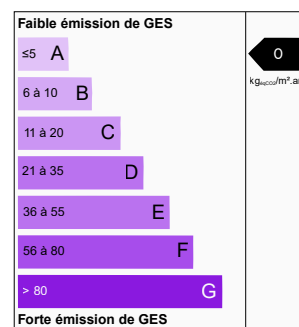 Faible émission de GES
≤5 A
0
6 à 10 B
kgéqCO2/m².an
11 à 20 C
21 à 35 D
36 à 55 E
56 à 80 F
> 80 G
Forte émission de GES